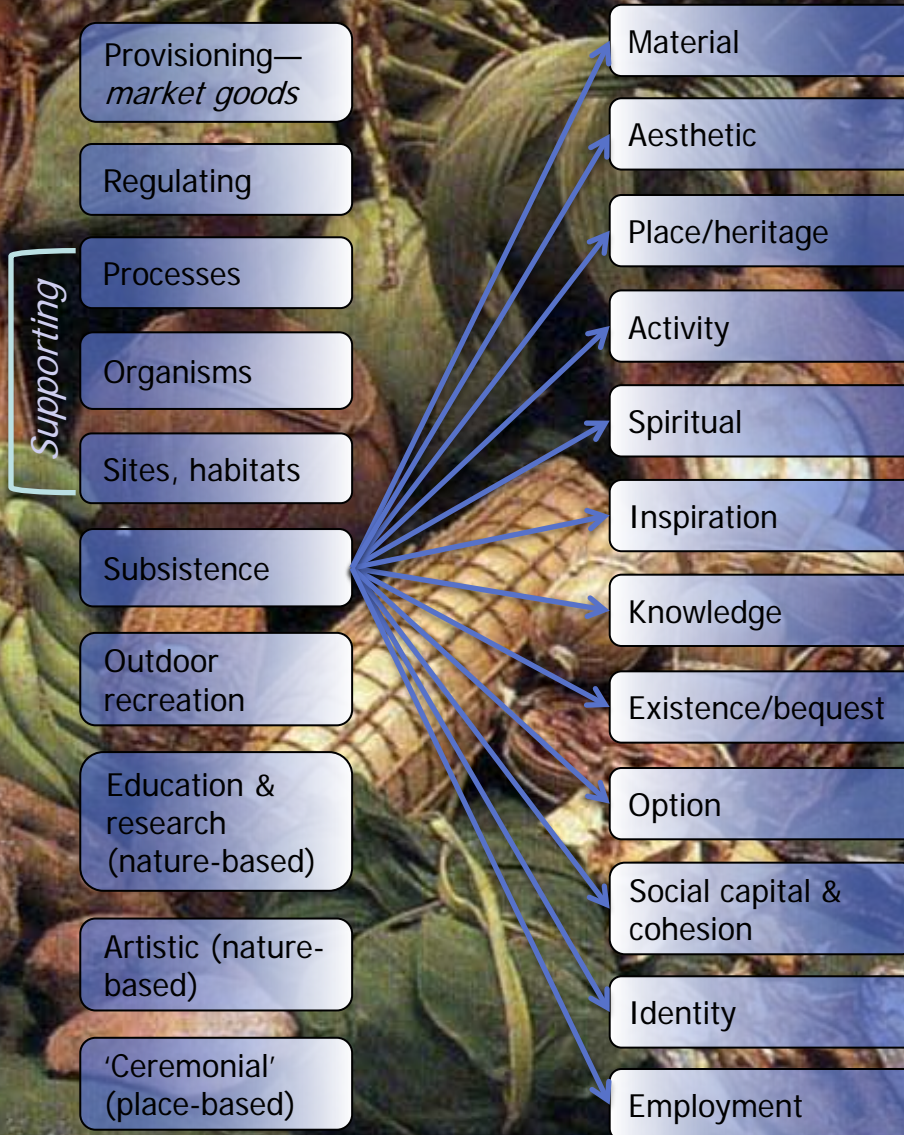 Provisioning—
market goods
Regulating
Supporting
Processes
Organisms
Sites, habitats
Subsistence
Outdoor
recreation
Education &
research
(nature-based)
Artistic (nature-
based)
‘Ceremonial’
(place-based)
Material
Aesthetic
Place/heritage
Activity
Spiritual
Inspiration
Knowledge
Existence/bequest
Option
Social capital &
cohesion
Identity
Employment